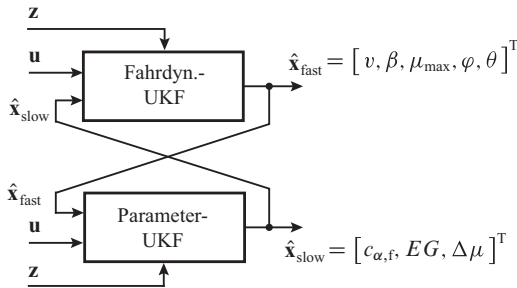 z
u
x̂_slow
Fahrdyn.-
UKF
x̂_fast = [ v, β, μ_max, φ, θ ]^T
x̂_fast
u
z
Parameter-
UKF
x̂_slow = [ c_α,f, EG, Δμ ]^T